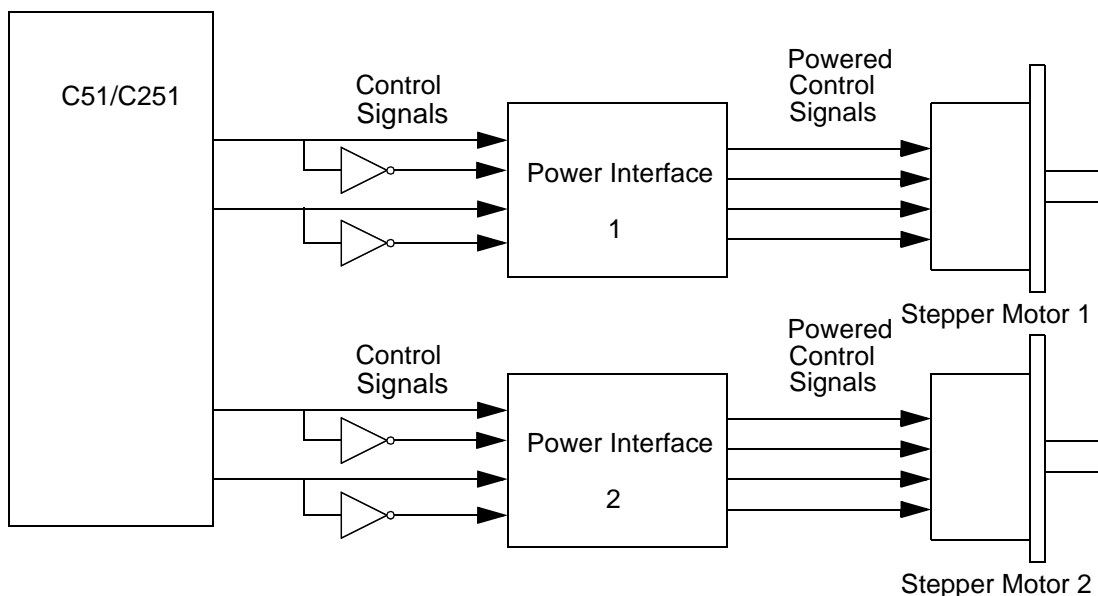 C51/C251
Control
Signals
Power Interface
1
Powered
Control
Signals
Stepper Motor 1
Control
Signals
Power Interface
2
Powered
Control
Signals
Stepper Motor 2